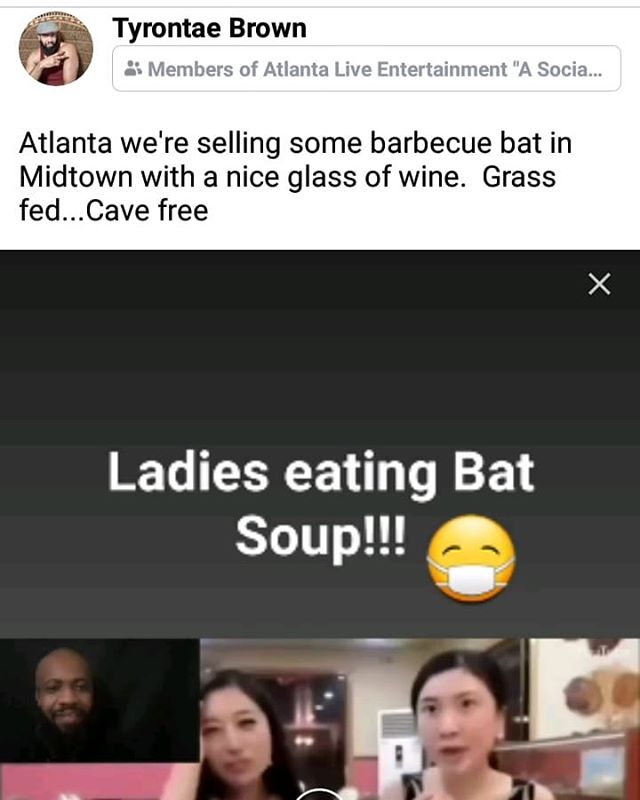 Tyrontae Brown
Members of Atlanta Live Entertainment "A Socia...
Atlanta we're selling some barbecue bat in
Midtown with a nice glass of wine.  Grass
fed...Cave free
Ladies eating Bat
Soup!!!